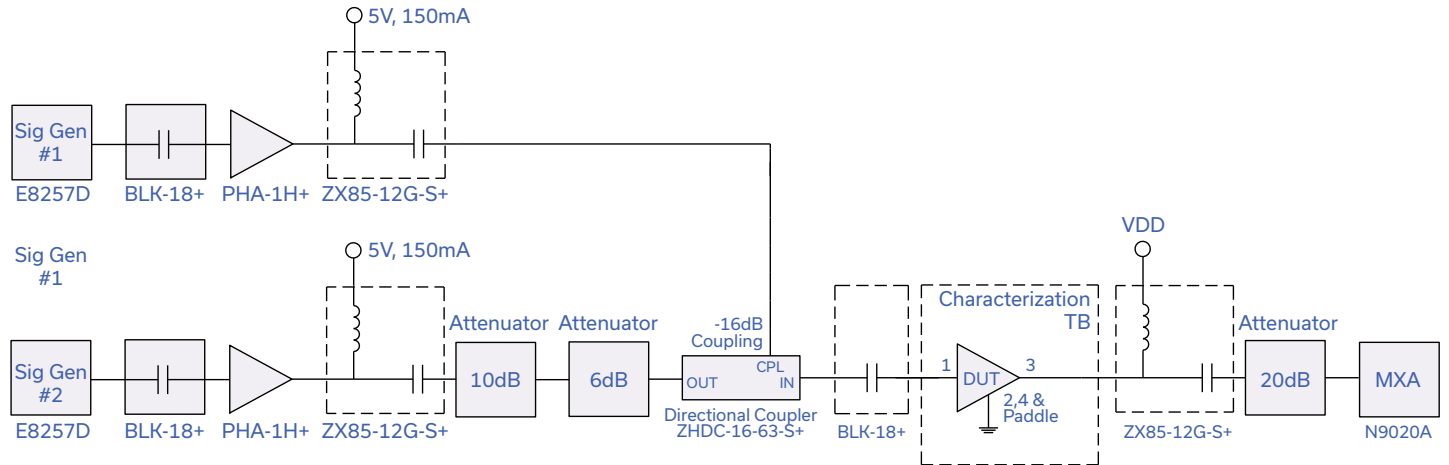 5V, 150mA
Sig Gen
#1
E8257D
BLK-18+
PHA-1H+
ZX85-12G-S+
Sig Gen
#1
5V, 150mA
VDD
Sig Gen
#2
E8257D
BLK-18+
PHA-1H+
ZX85-12G-S+
Attenuator
10dB
Attenuator
6dB
-16dB
Coupling
CPL
OUT
IN
Directional Coupler
ZHDC-16-63-S+
BLK-18+
Characterization
TB
1
DUT
3
2,4 &
Paddle
ZX85-12G-S+
Attenuator
20dB
MXA
N9020A